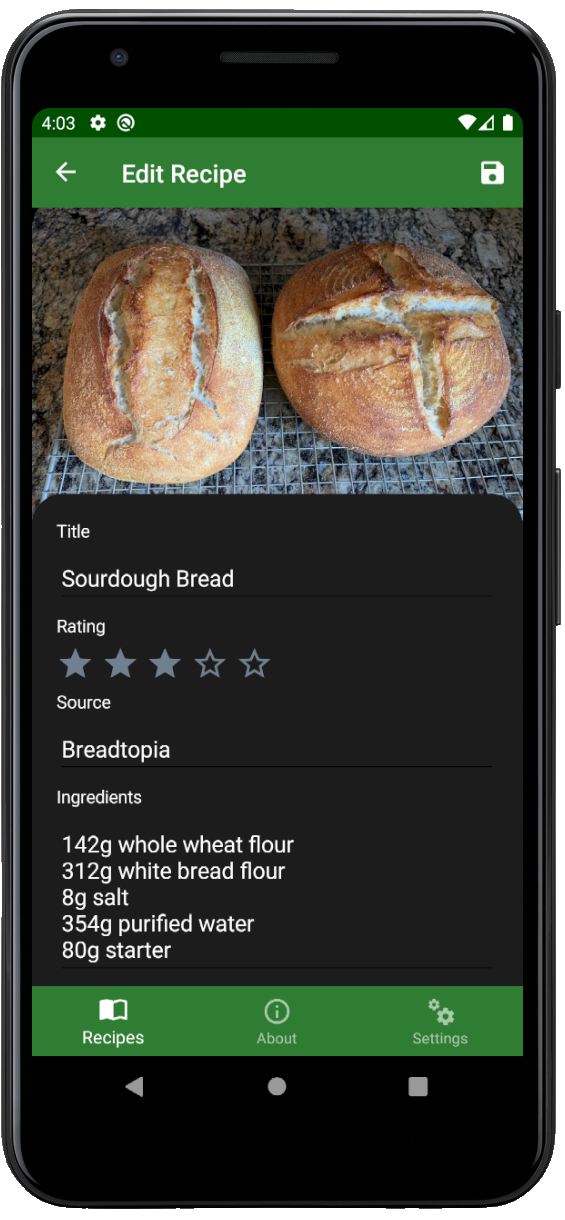 4:03
Edit Recipe
Title
Sourdough Bread
Rating
Source
Breadtopia
Ingredients
142g whole wheat flour
312g white bread flour
8g salt
354g purified water
80g starter
Recipes
About
Settings